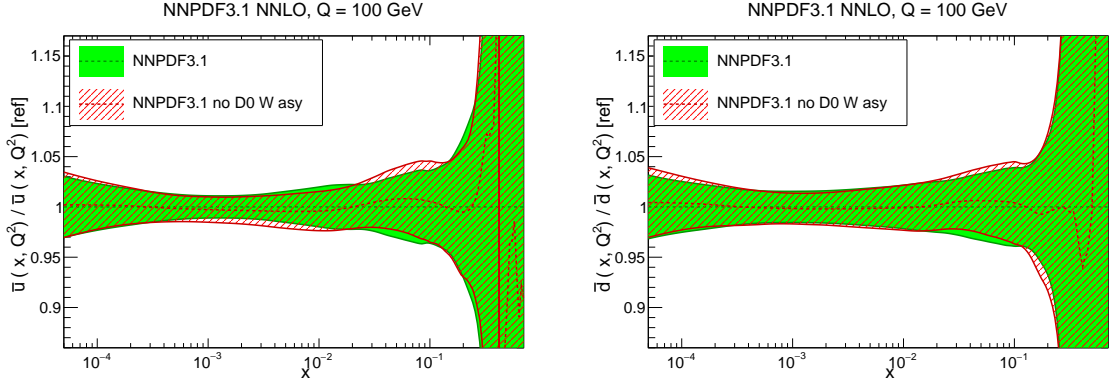 NNPDF3.1 NNLO, Q = 100 GeV
1.15
1.1
1.05
1
0.95
0.9
NNPDF3.1
NNPDF3.1 no D0 W asy
u̅ ( x, Q²) / u̅ ( x, Q²) [ref]
10⁻⁴
10⁻³
10⁻²
10⁻¹
x
NNPDF3.1 NNLO, Q = 100 GeV
1.15
1.1
1.05
1
0.95
0.9
NNPDF3.1
NNPDF3.1 no D0 W asy
d̅ ( x, Q²) / d̅ ( x, Q²) [ref]
10⁻⁴
10⁻³
10⁻²
10⁻¹
x